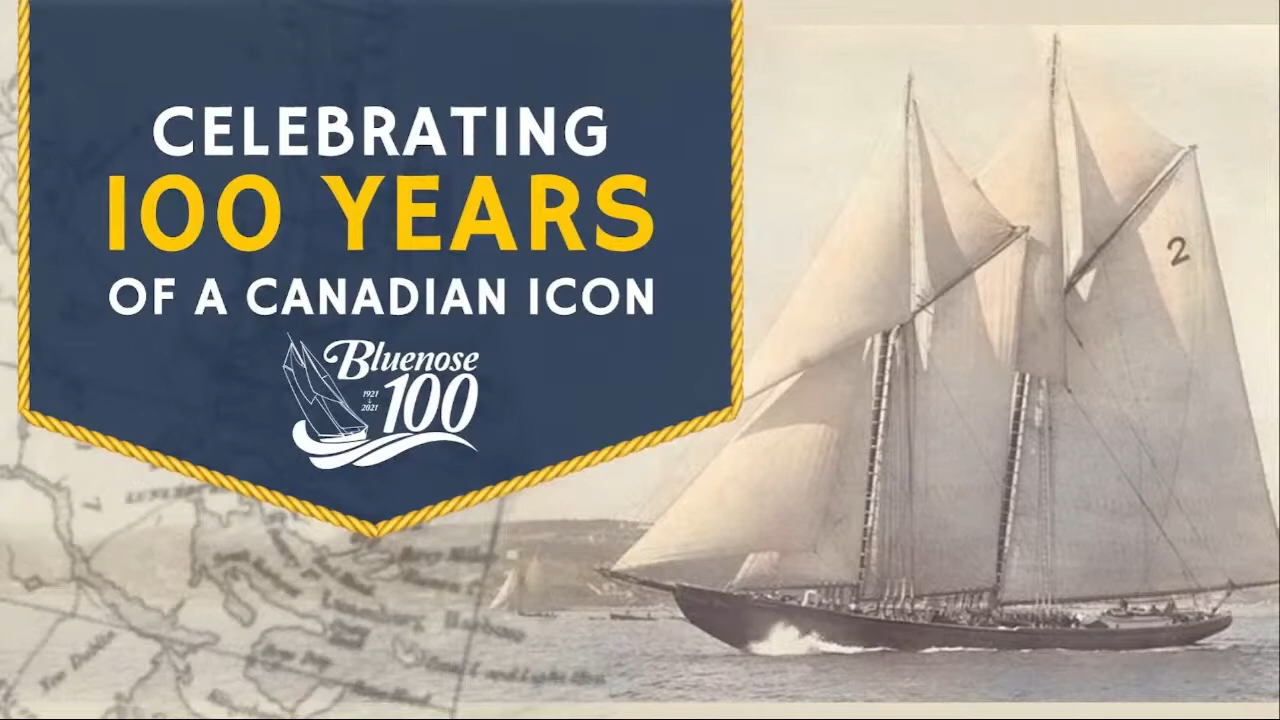 CELEBRATING
100 YEARS
OF A CANADIAN ICON
Bluenose
1921
2021
100
2